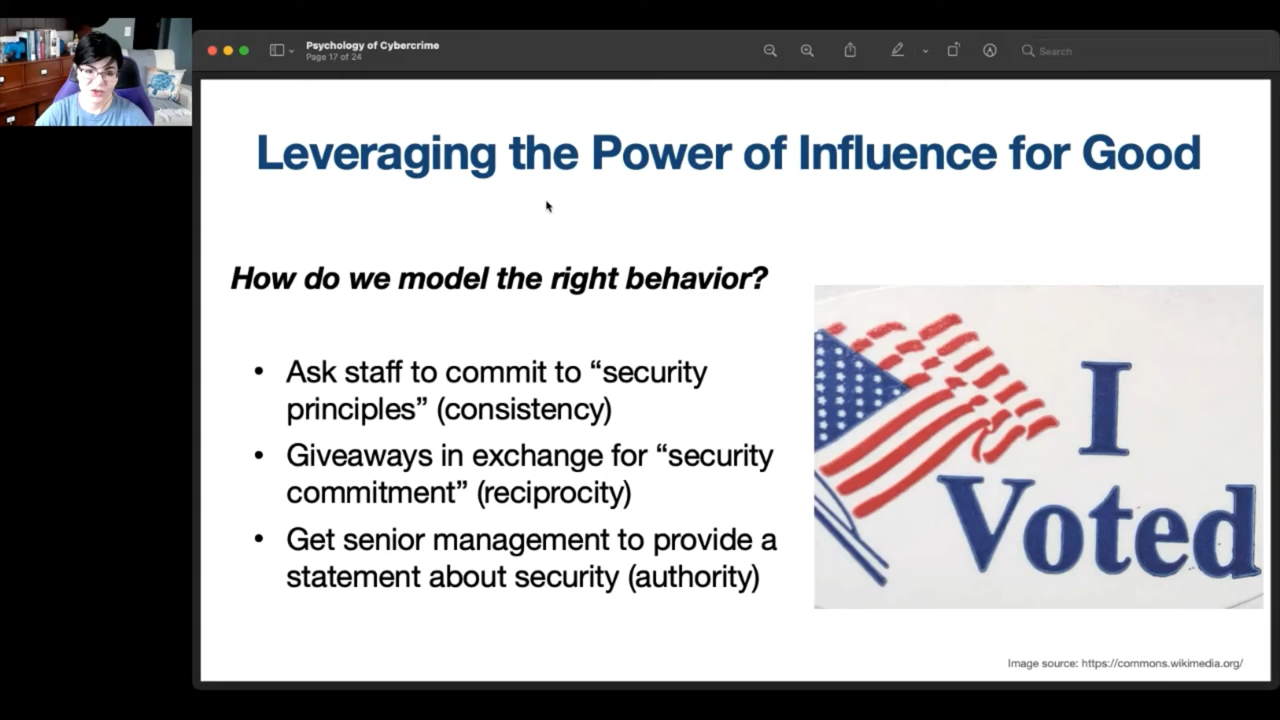 Psychology of Cybercrime
Page 17 of 24
Search
Leveraging the Power of Influence for Good
How do we model the right behavior?
• Ask staff to commit to “security
principles” (consistency)
• Giveaways in exchange for “security
commitment” (reciprocity)
• Get senior management to provide a
statement about security (authority)
I
Voted
Image source: https://commons.wikimedia.org/